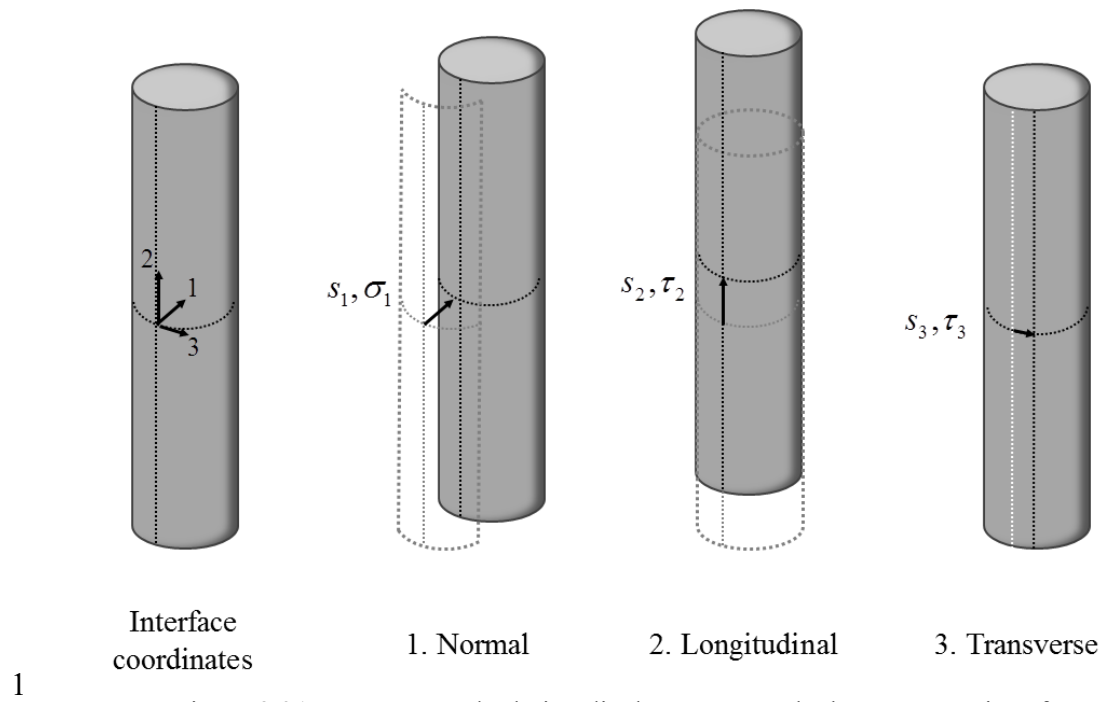 2
1
3
s₁, σ₁
s₂, τ₂
s₃, τ₃
Interface
coordinates
1. Normal
2. Longitudinal
3. Transverse
1